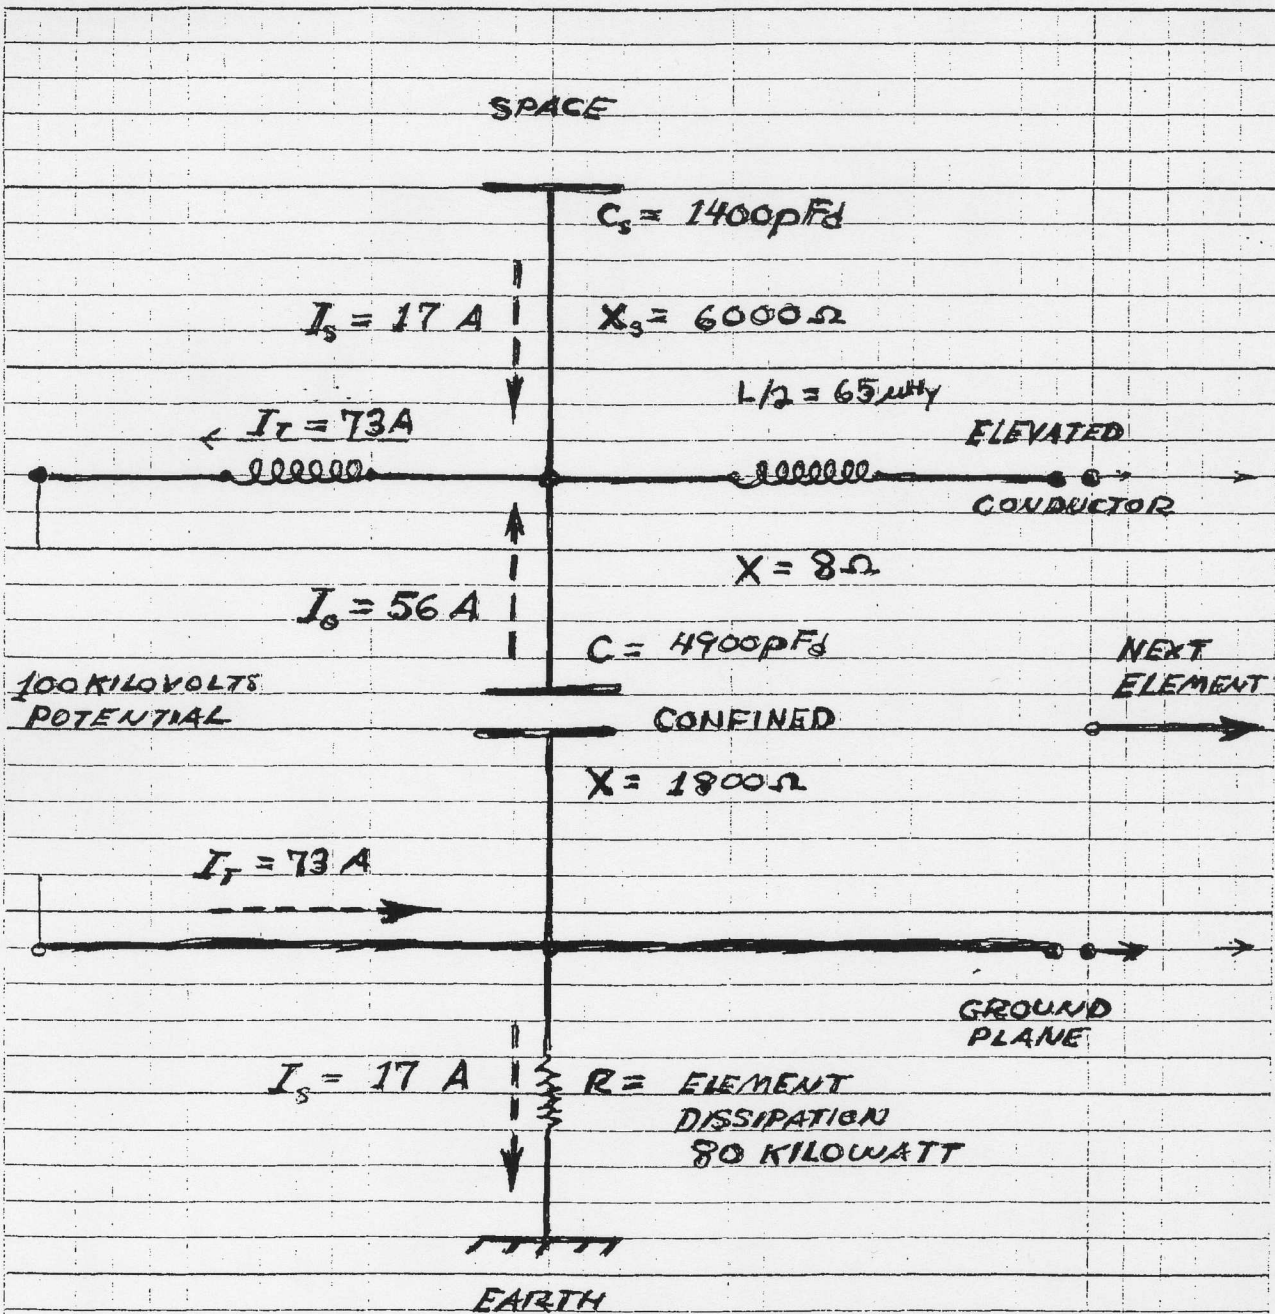 SPACE
Cs = 1400pFd
Is = 17 A
Xs = 6000Ω
L/2 = 65μHy
IT = 73A
ELEVATED
CONDUCTOR
X = 8Ω
Iθ = 56 A
C = 4900pFd
NEXT
ELEMENT
100 KILOVOLTS
POTENTIAL
CONFINED
X = 1800Ω
IT = 73 A
GROUND
PLANE
Is = 17 A
R = ELEMENT
DISSIPATION
80 KILOWATT
EARTH